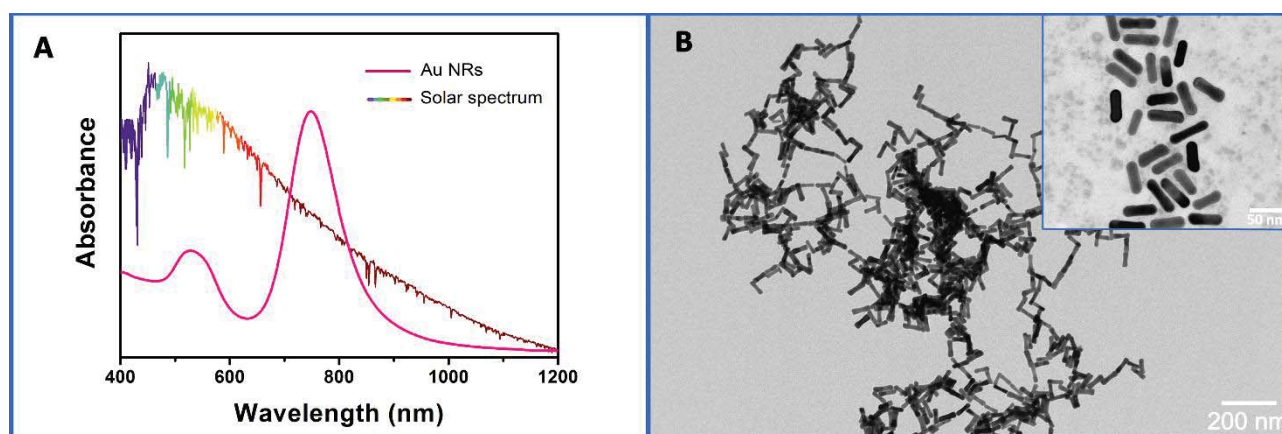 A
Au NRs
Solar spectrum
Absorbance
400 600 800 1000 1200
Wavelength (nm)
B
50 nm
200 nm